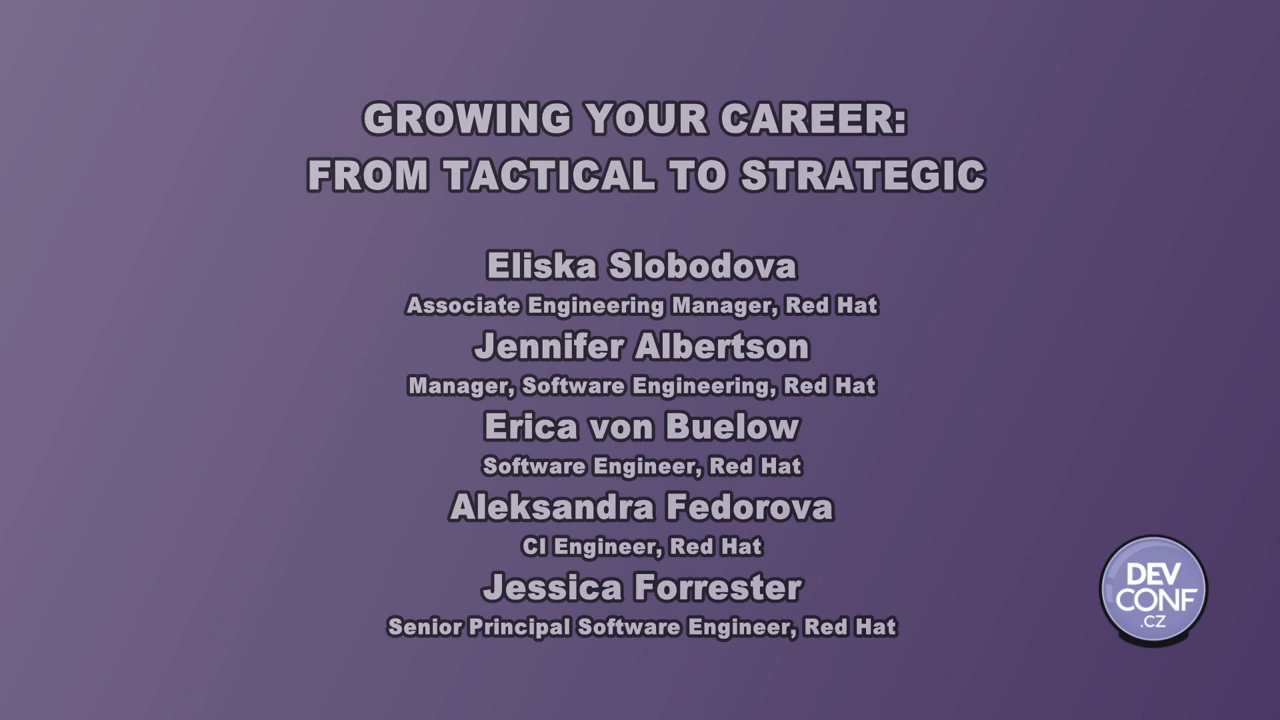 GROWING YOUR CAREER:
FROM TACTICAL TO STRATEGIC
Eliska Slobodova
Associate Engineering Manager, Red Hat
Jennifer Albertson
Manager, Software Engineering, Red Hat
Erica von Buelow
Software Engineer, Red Hat
Aleksandra Fedorova
CI Engineer, Red Hat
Jessica Forrester
Senior Principal Software Engineer, Red Hat
DEV
CONF
.CZ